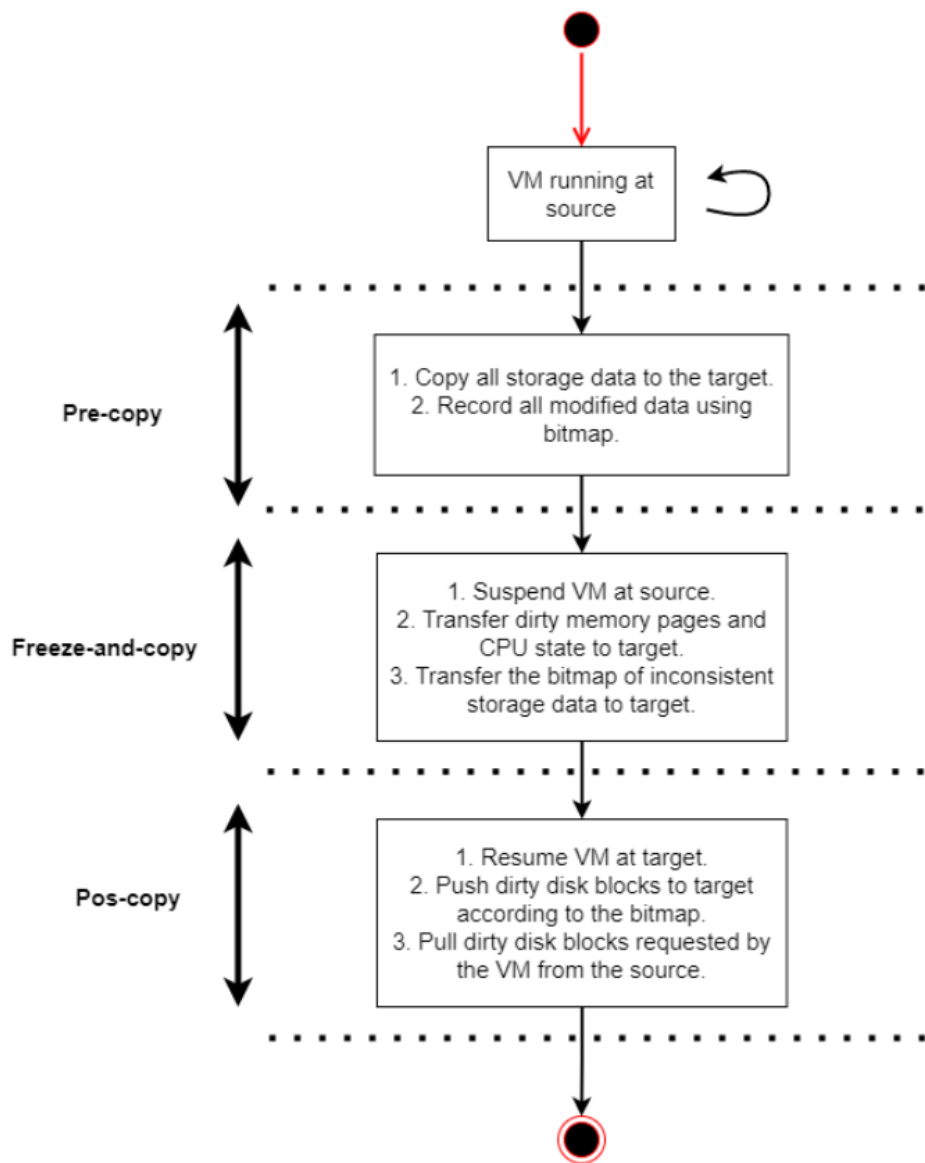 VM running at
source
Pre-copy
1. Copy all storage data to the target.
2. Record all modified data using
bitmap.
Freeze-and-copy
1. Suspend VM at source.
2. Transfer dirty memory pages and
CPU state to target.
3. Transfer the bitmap of inconsistent
storage data to target.
Pos-copy
1. Resume VM at target.
2. Push dirty disk blocks to target
according to the bitmap.
3. Pull dirty disk blocks requested by
the VM from the source.